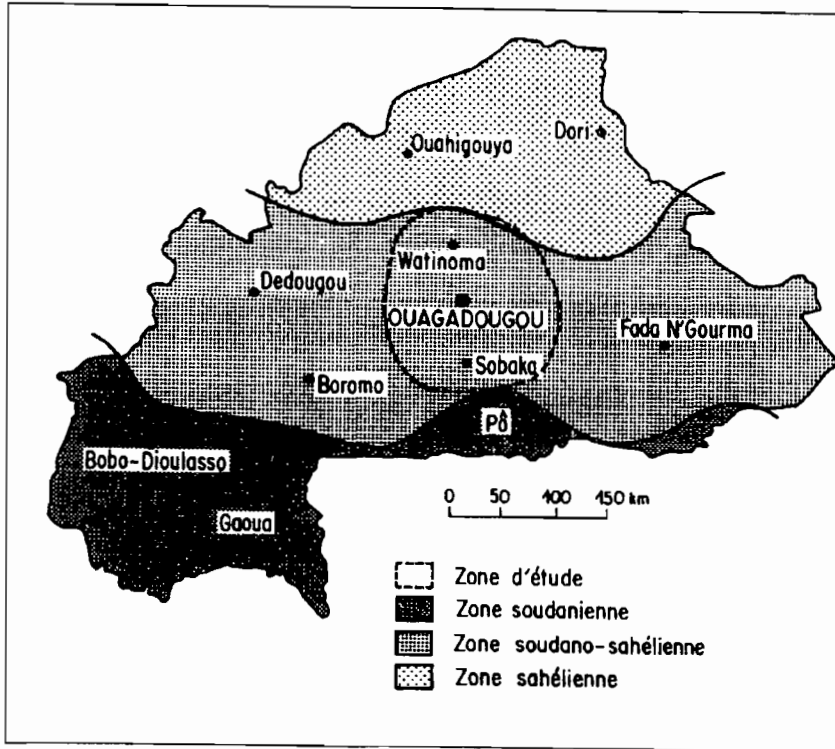 Dori
Ouahigouya
Watinoma
Dedougou
OUAGADOUGOU
Fada N'Gourma
Sobaka
Boromo
Pô
Bobo-Dioulasso
Gaoua
0 50 100 150 km
Zone d'étude
Zone soudanienne
Zone soudano-sahélienne
Zone sahélienne